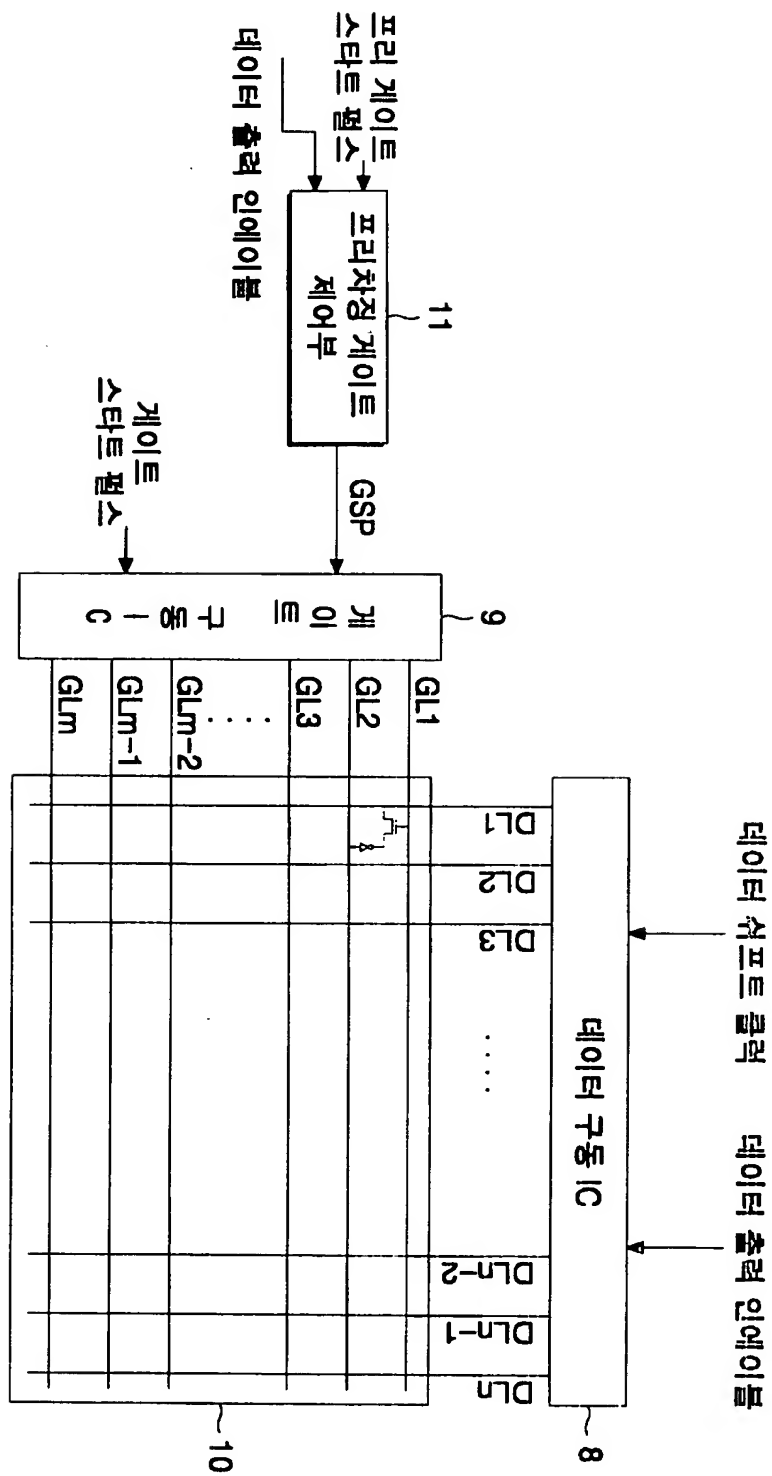 데이터 쉬프트 클럭
데이터 출력 인에이블
데이터 구동 IC
8
프리 게이트
스타트 펄스
데이터 출력 인에이블
프리차징 게이트
제어부
11
GSP
게이트
스타트 펄스
게이트 구동 IC
9
GL1
GL2
GL3
. . . . .
GLm-2
GLm-1
GLm
DL1
DL2
DL3
. . . .
DLn-2
DLn-1
DLn
10